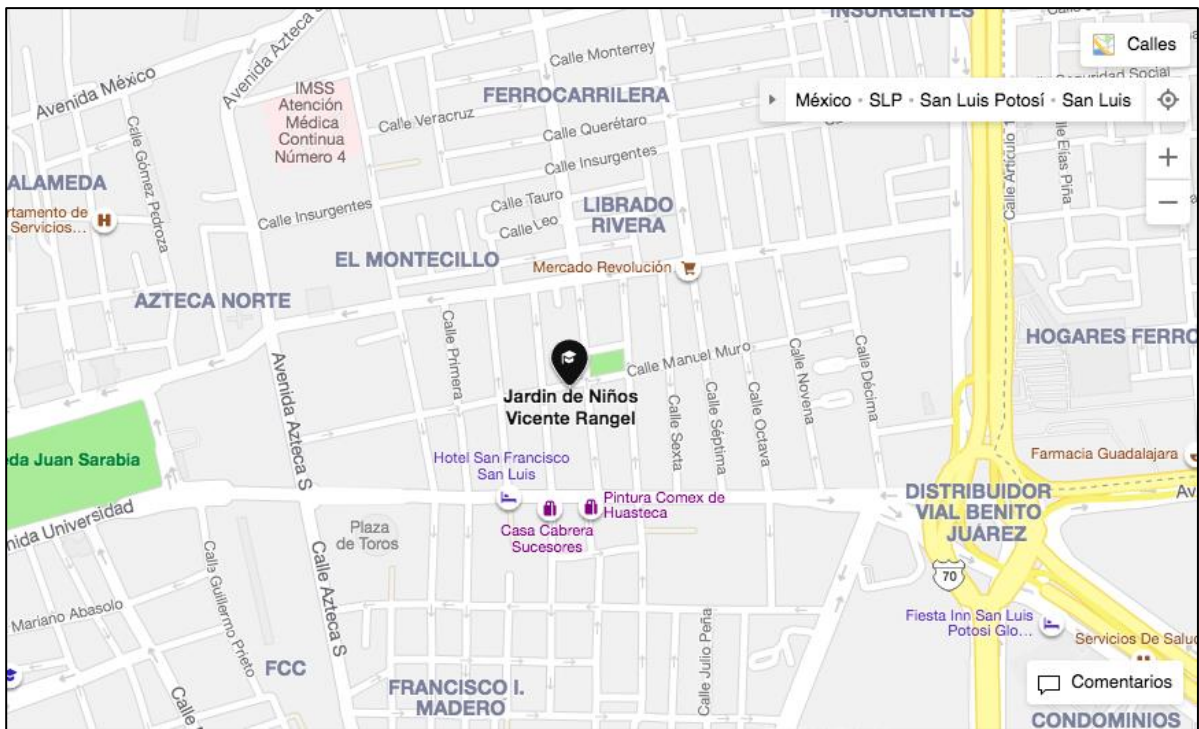 INSURGENTES
Calles
Avenida México
Avenida Azteca
Calle Monterrey
Seguridad Social
IMSS
Atención
Médica
Continua
Número 4
FERROCARRILERA
México · SLP · San Luis Potosí · San Luis
Calle Veracruz
Calle Querétaro
Calle Gómez Pedroza
Calle Insurgentes
Calle Artículo 1
Calle Elías Piña
ALAMEDA
Calle Tauro
Calle Insurgentes
LIBRADO
RIVERA
rtamento de
Servicios...
Calle Leo
EL MONTECILLO
Mercado Revolución
AZTECA NORTE
HOGARES FERRO
Calle Primera
Calle Manuel Muro
Calle Novena
Calle Décima
Avenida Azteca S
Jardin de Niños
Vicente Rangel
Calle Sexta
Calle Séptima
Calle Octava
da Juan Sarabia
Hotel San Francisco
San Luis
Farmacia Guadalajara
Av
Pintura Comex de
Huasteca
DISTRIBUIDOR
VIAL BENITO
JUÁREZ
nida Universidad
Plaza
de Toros
Casa Cabrera
Sucesores
70
Calle Guillermo Prieto
Calle Azteca S
Mariano Abasolo
Fiesta Inn San Luis
Potosi Glo...
Servicios De Salud
Calle Julio Peña
FCC
FRANCISCO I.
MADERO
Comentarios
CONDOMINIOS